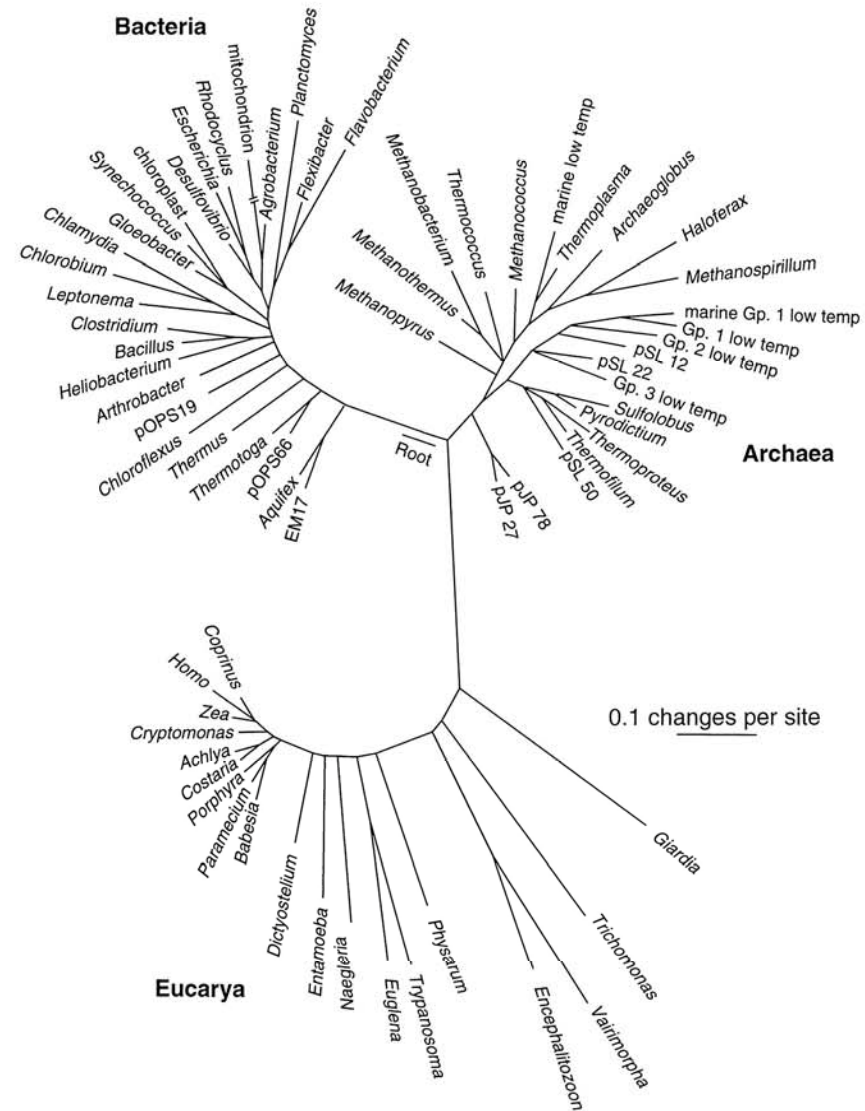 Bacteria
mitochondrion
Planctomyces
Rhodocyclus
Escherichia
Desulfovibrio
Agrobacterium
Flexibacter
Flavobacterium
chloroplast
Synechococcus
Gloeobacter
Chlamydia
Chlorobium
Leptonema
Clostridium
Bacillus
Heliobacterium
Arthrobacter
pOPS19
Chloroflexus
Thermus
Thermotoga
pOPS66
Aquifex
EM17
Root
Methanopyrus
Methanothermus
Methanobacterium
Thermococcus
Methanococcus
marine low temp
Thermoplasma
Archaeoglobus
Haloferax
Methanospirillum
marine Gp. 1 low temp
Gp. 1 low temp
Gp. 2 low temp
pSL 12
pSL 22
Gp. 3 low temp
Sulfolobus
Pyrodictium
Thermoproteus
Thermofilum
pSL 50
pJP 78
pJP 27
Archaea
Coprinus
Homo
Zea
Cryptomonas
Achlya
Costaria
Porphyra
Paramecium
Babesia
Dictyostelium
Entamoeba
Naegleria
Euglena
Trypanosoma
Physarum
Encephalitozoon
Vairimorpha
Trichomonas
Giardia
0.1 changes per site
Eucarya